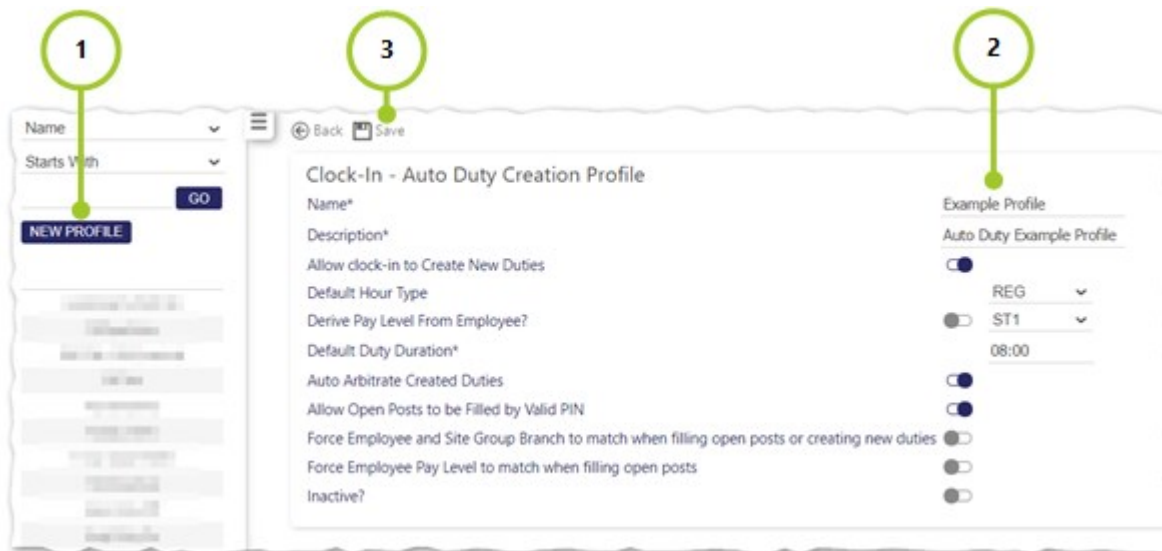 1
3
2
Name
Starts With
GO
NEW PROFILE
Back Save
Clock-In - Auto Duty Creation Profile
Name* Example Profile
Description* Auto Duty Example Profile
Allow clock-in to Create New Duties
Default Hour Type REG
Derive Pay Level From Employee? ST1
Default Duty Duration* 08:00
Auto Arbitrate Created Duties
Allow Open Posts to be Filled by Valid PIN
Force Employee and Site Group Branch to match when filling open posts or creating new duties
Force Employee Pay Level to match when filling open posts
Inactive?